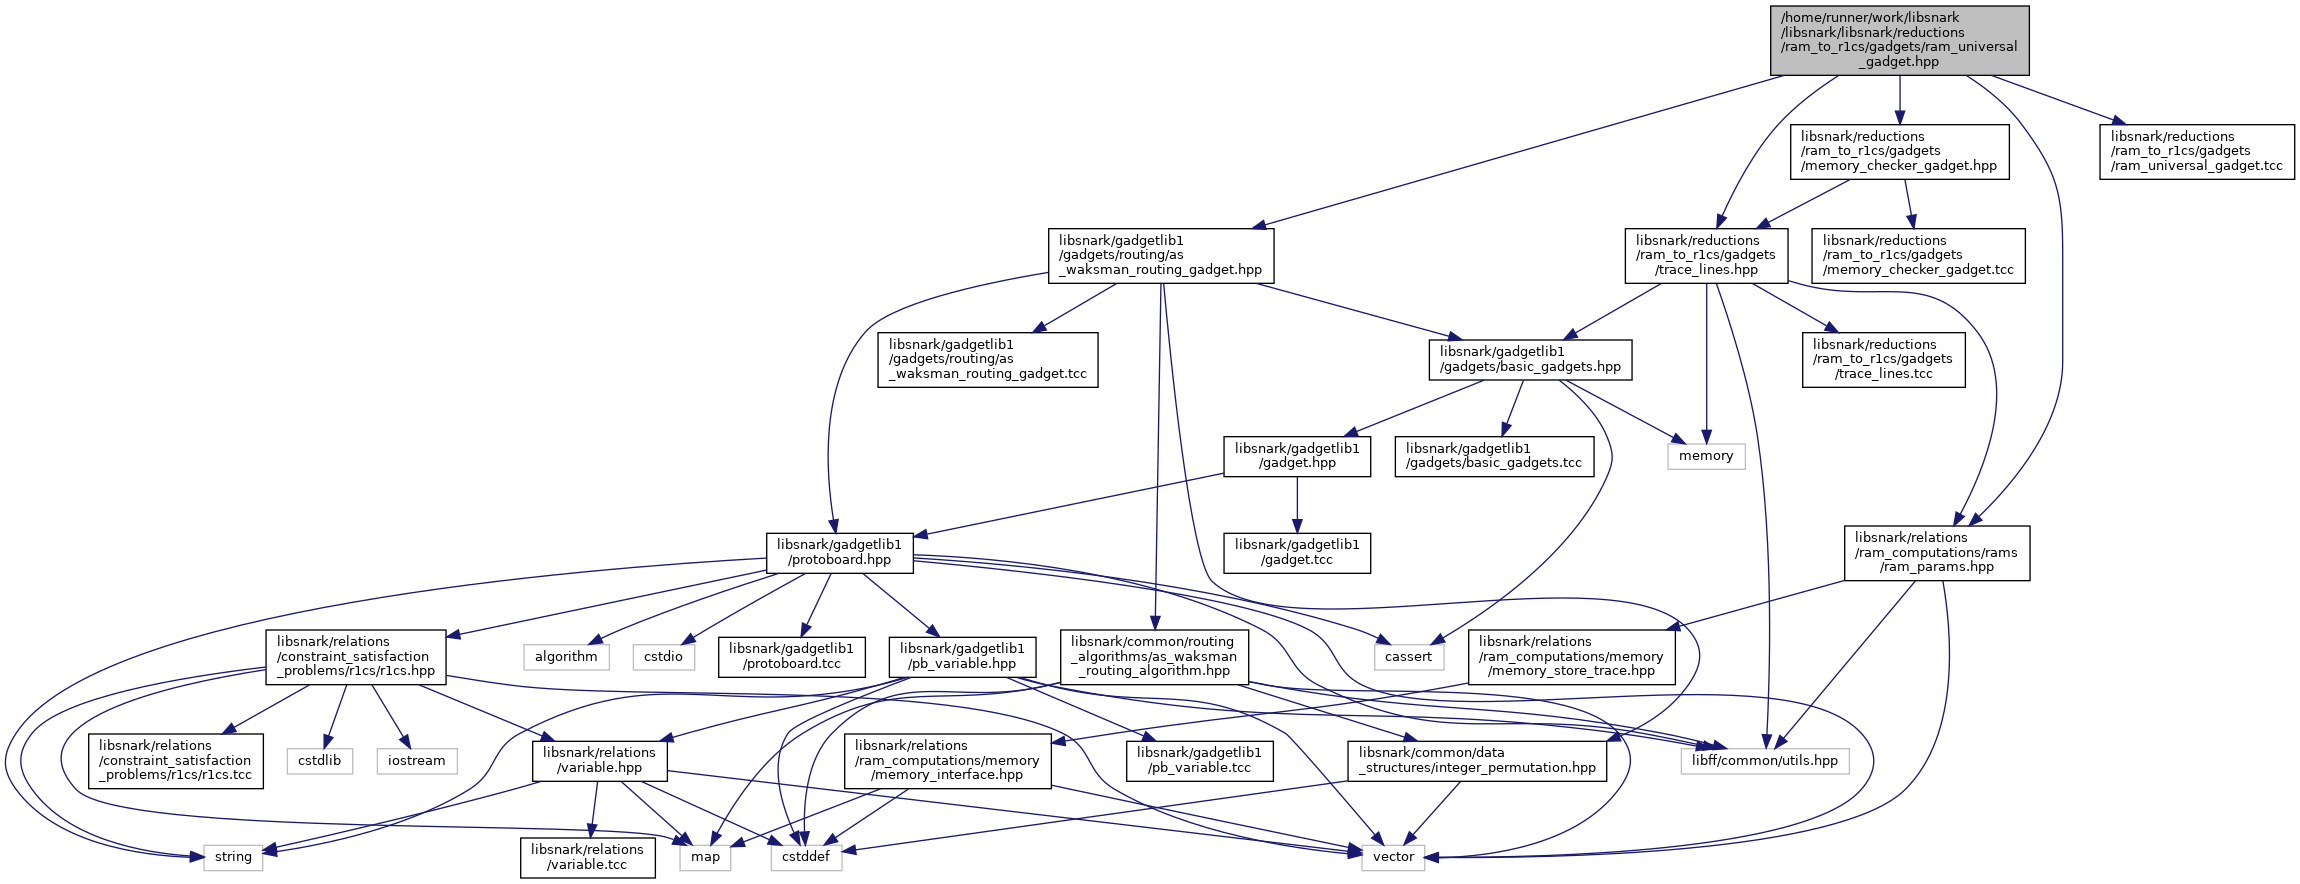 /home/runner/work/libsnark
/libsnark/libsnark/reductions
/ram_to_r1cs/gadgets/ram_universal
_gadget.hpp
libsnark/reductions
/ram_to_r1cs/gadgets
/memory_checker_gadget.hpp
libsnark/reductions
/ram_to_r1cs/gadgets
/ram_universal_gadget.tcc
libsnark/gadgetlib1
/gadgets/routing/as
_waksman_routing_gadget.hpp
libsnark/reductions
/ram_to_r1cs/gadgets
/trace_lines.hpp
libsnark/reductions
/ram_to_r1cs/gadgets
/memory_checker_gadget.tcc
libsnark/gadgetlib1
/gadgets/routing/as
_waksman_routing_gadget.tcc
libsnark/gadgetlib1
/gadgets/basic_gadgets.hpp
libsnark/reductions
/ram_to_r1cs/gadgets
/trace_lines.tcc
libsnark/gadgetlib1
/gadget.hpp
libsnark/gadgetlib1
/gadgets/basic_gadgets.tcc
memory
libsnark/gadgetlib1
/protoboard.hpp
libsnark/gadgetlib1
/gadget.tcc
libsnark/relations
/ram_computations/rams
/ram_params.hpp
libsnark/relations
/constraint_satisfaction
_problems/r1cs/r1cs.hpp
algorithm
cstdio
libsnark/gadgetlib1
/protoboard.tcc
libsnark/gadgetlib1
/pb_variable.hpp
libsnark/common/routing
_algorithms/as_waksman
_routing_algorithm.hpp
cassert
libsnark/relations
/ram_computations/memory
/memory_store_trace.hpp
libsnark/relations
/constraint_satisfaction
_problems/r1cs/r1cs.tcc
cstdlib
iostream
libsnark/relations
/variable.hpp
libsnark/relations
/ram_computations/memory
/memory_interface.hpp
libsnark/gadgetlib1
/pb_variable.tcc
libsnark/common/data
_structures/integer_permutation.hpp
libff/common/utils.hpp
string
libsnark/relations
/variable.tcc
map
cstddef
vector